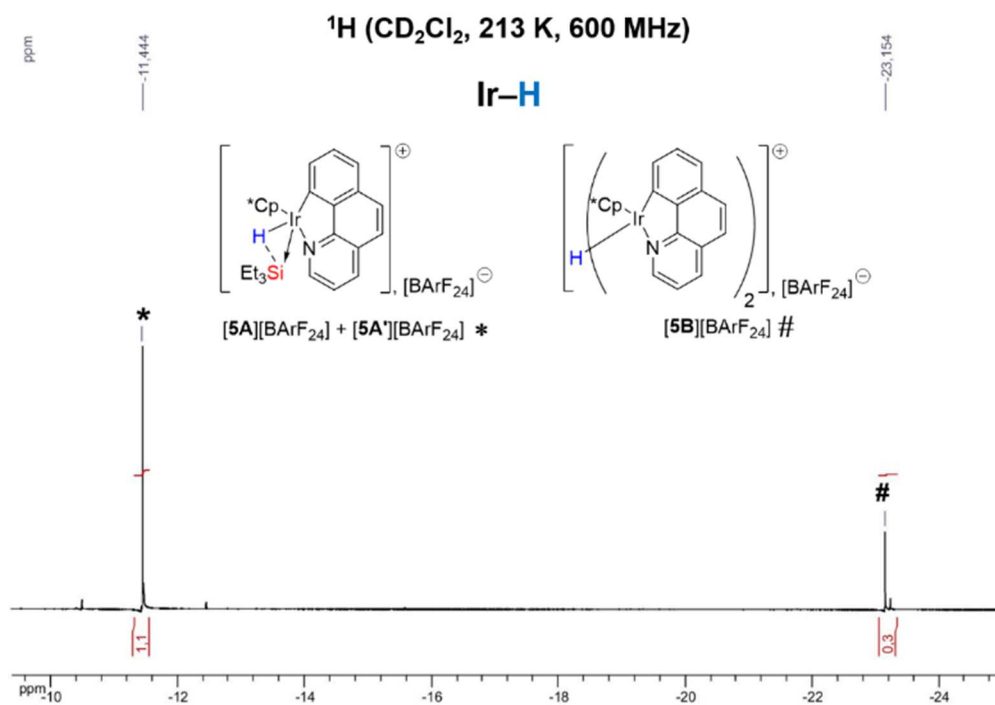 ¹H (CD₂Cl₂, 213 K, 600 MHz)
ppm
-11,444
-23,154
Ir–H
*Cp
Ir
H
N
Et₃Si
⊕
, [BArF₂₄]⊖
[5A][BArF₂₄] + [5A'][BArF₂₄] *
*Cp
Ir
H
N
2
⊕
, [BArF₂₄]⊖
[5B][BArF₂₄] #
*
#
1,1
0,3
ppm
-10 -12 -14 -16 -18 -20 -22 -24